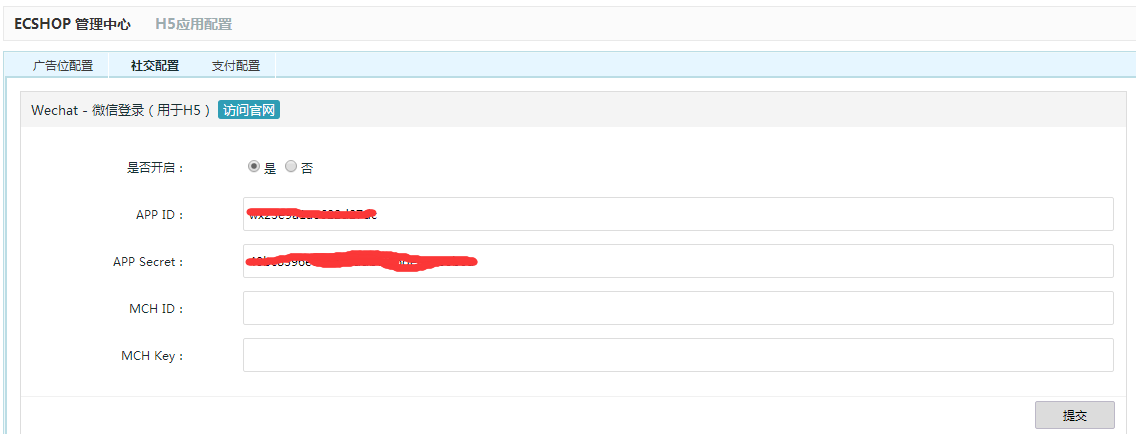 ECSHOP 管理中心 H5应用配置
广告位配置 社交配置 支付配置
Wechat - 微信登录（用于H5） 访问官网
是否开启： 是 否
APP ID：
APP Secret：
MCH ID：
MCH Key：
提交